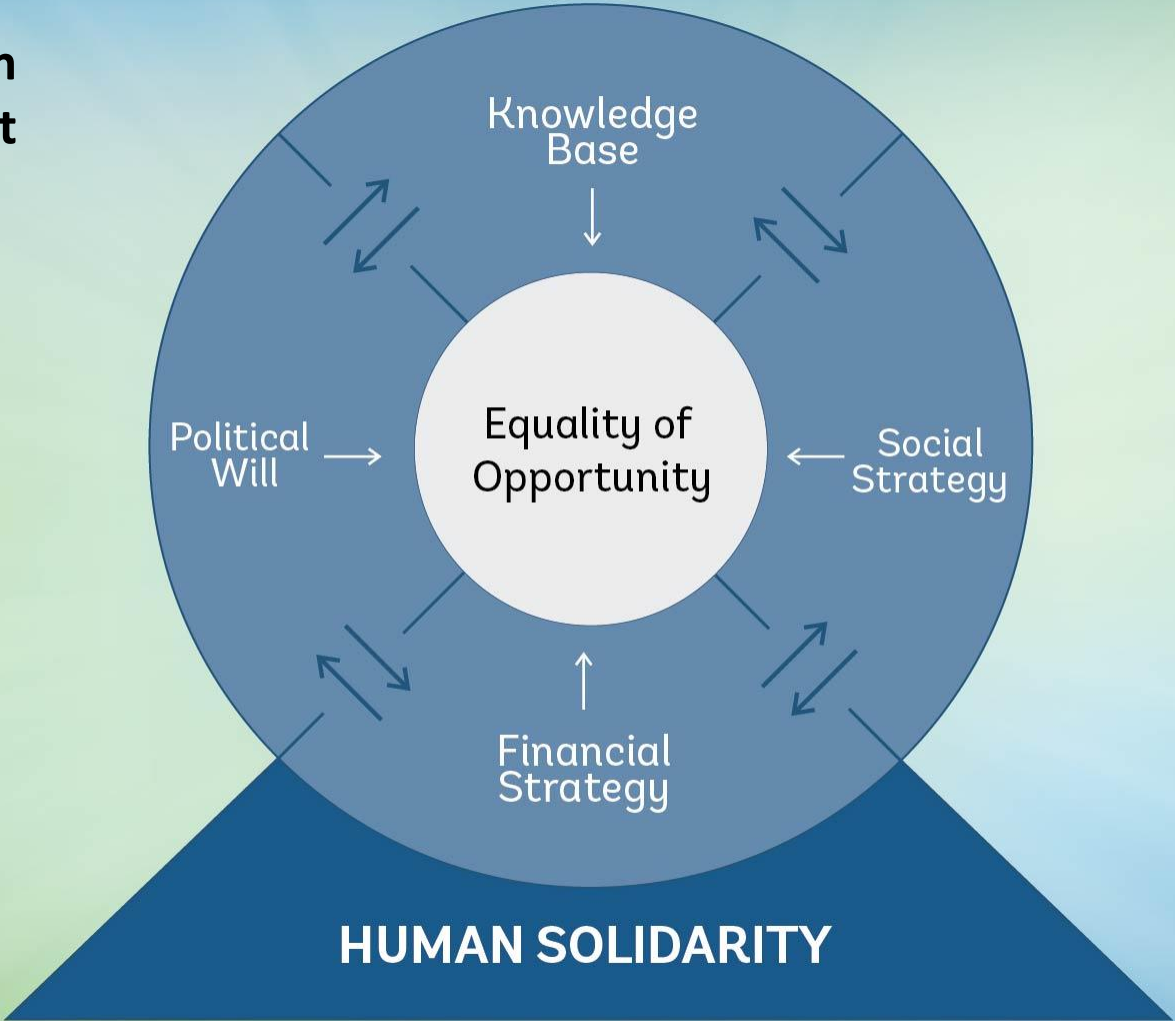 n
t
Knowledge
Base
Political
Will
Equality of
Opportunity
Social
Strategy
Financial
Strategy
HUMAN SOLIDARITY